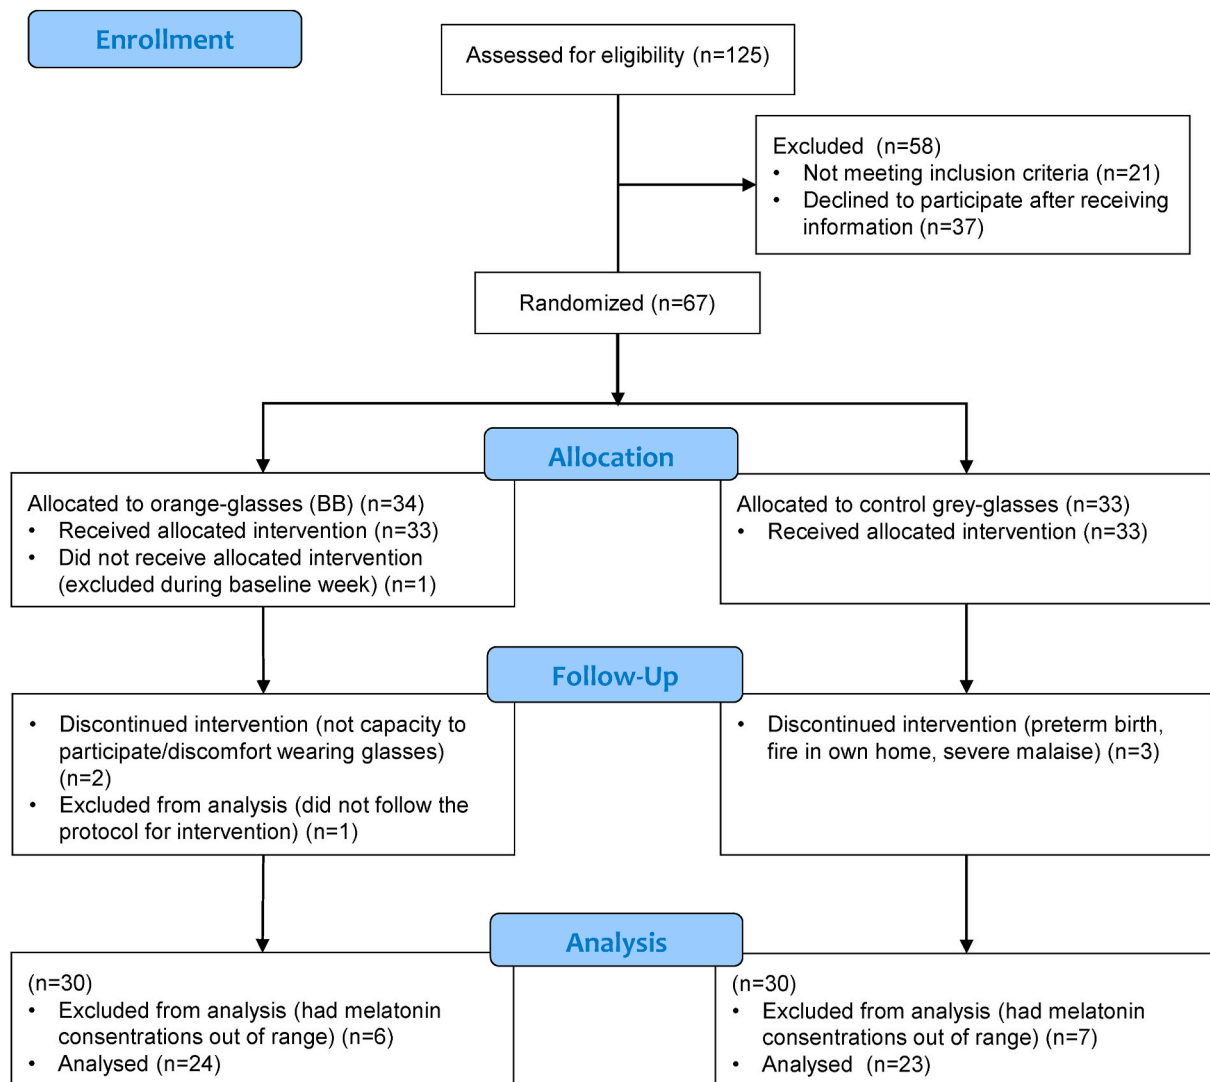 Enrollment
Assessed for eligibility (n=125)
Excluded (n=58)
• Not meeting inclusion criteria (n=21)
• Declined to participate after receiving
information (n=37)
Randomized (n=67)
Allocation
Allocated to orange-glasses (BB) (n=34)
• Received allocated intervention (n=33)
• Did not receive allocated intervention
(excluded during baseline week) (n=1)
Allocated to control grey-glasses (n=33)
• Received allocated intervention (n=33)
Follow-Up
• Discontinued intervention (not capacity to
participate/discomfort wearing glasses)
(n=2)
• Excluded from analysis (did not follow the
protocol for intervention) (n=1)
• Discontinued intervention (preterm birth,
fire in own home, severe malaise) (n=3)
Analysis
(n=30)
• Excluded from analysis (had melatonin
concentrations out of range) (n=6)
• Analysed (n=24)
(n=30)
• Excluded from analysis (had melatonin
concentrations out of range) (n=7)
• Analysed (n=23)